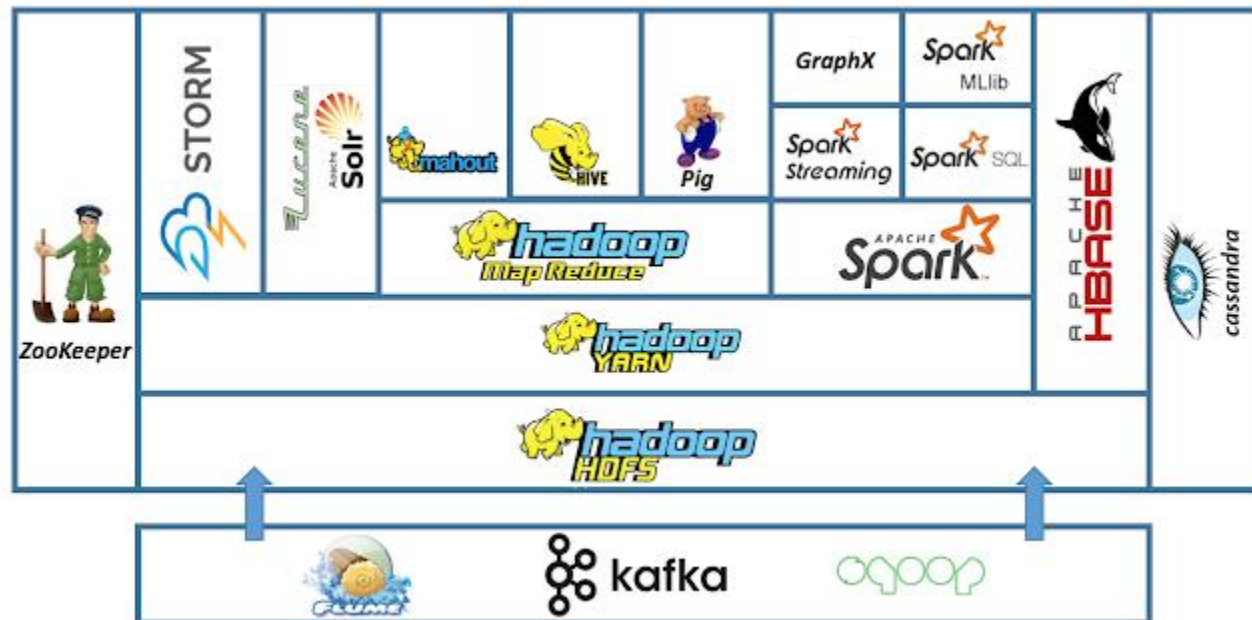 ZooKeeper
STORM
Lucene
Apache
Solr
mahout
HIVE
Pig
GraphX
Spark
MLlib
Spark
Streaming
Spark SQL
hadoop
Map Reduce
APACHE
Spark
APACHE
HBASE
cassandra
hadoop
YARN
hadoop
HDFS
FLUME
kafka
sqoop